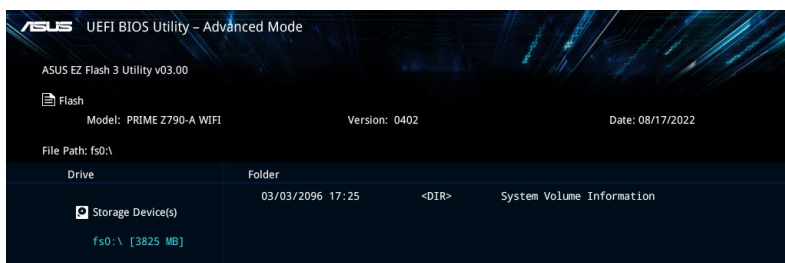 ASUS UEFI BIOS Utility – Advanced Mode
ASUS EZ Flash 3 Utility v03.00
Flash
Model: PRIME Z790-A WIFI Version: 0402 Date: 08/17/2022
File Path: fs0:\
Drive Folder
03/03/2096 17:25 <DIR> System Volume Information
Storage Device(s)
fs0:\ [3825 MB]